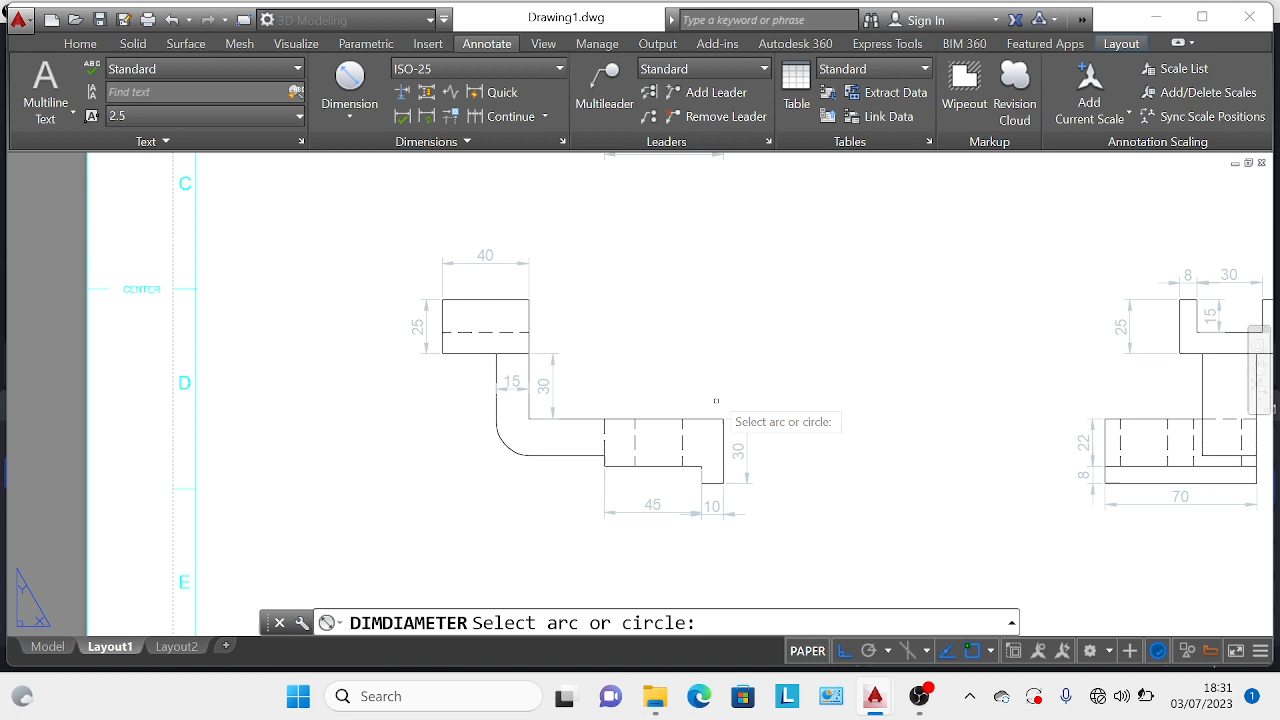 3D Modeling
Drawing1.dwg
Type a keyword or phrase
Sign In
Home Solid Surface Mesh Visualize Parametric Insert Annotate View Manage Output Add-ins Autodesk 360 Express Tools BIM 360 Featured Apps Layout
Multiline Text
ABC
Standard
Find text
2.5
Text
Dimension
ISO-25
Quick
Continue
Dimensions
Multileader
Standard
Add Leader
Remove Leader
Leaders
Table
Standard
Extract Data
Link Data
Tables
Wipeout
Revision Cloud
Markup
Add Current Scale
Scale List
Add/Delete Scales
Sync Scale Positions
Annotation Scaling
C
CENTER
D
E
40
25
15
30
30
45
10
8
30
25
15
22
8
70
Select arc or circle:
DIMDIAMETER Select arc or circle:
Y
X
Model Layout1 Layout2 +
PAPER
Search
18:31
03/07/2023
1